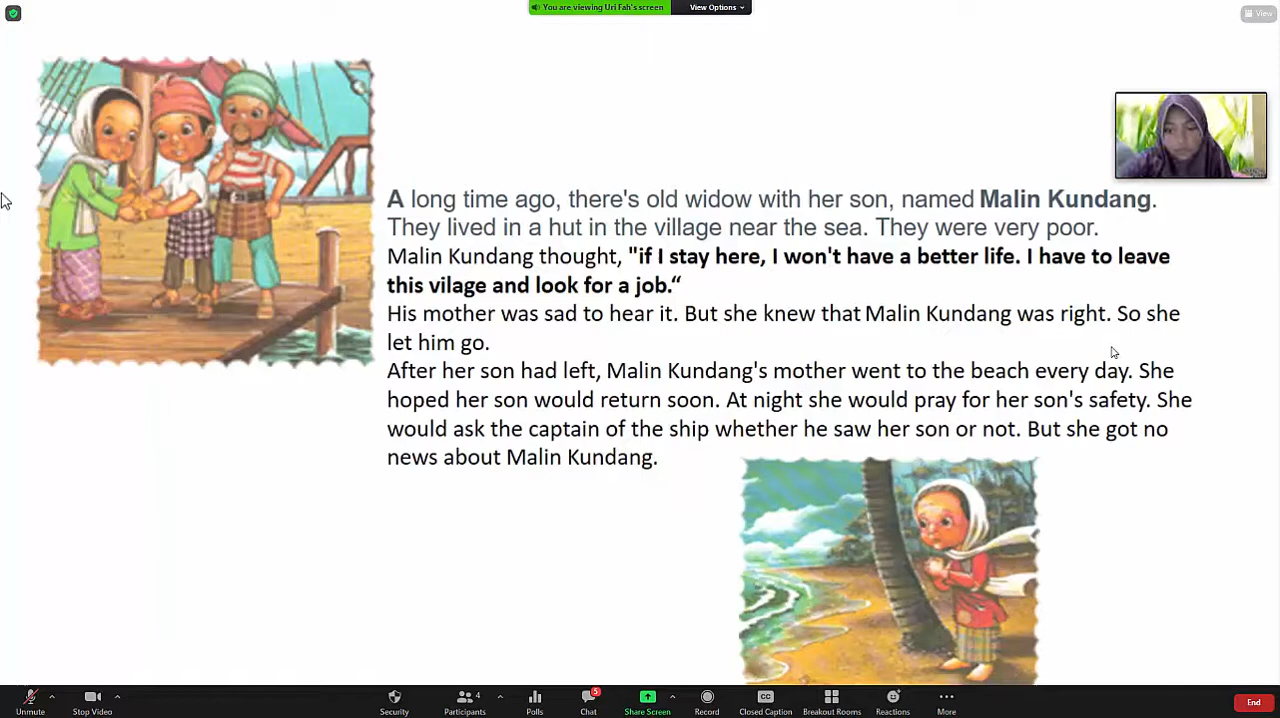 You are viewing Uri Fah's screen
View Options
View
A long time ago, there's old widow with her son, named Malin Kundang.
They lived in a hut in the village near the sea. They were very poor.
Malin Kundang thought, "if I stay here, I won't have a better life. I have to leave
this vilage and look for a job.“
His mother was sad to hear it. But she knew that Malin Kundang was right. So she
let him go.
After her son had left, Malin Kundang's mother went to the beach every day. She
hoped her son would return soon. At night she would pray for her son's safety. She
would ask the captain of the ship whether he saw her son or not. But she got no
news about Malin Kundang.
Unmute
Stop Video
Security
Participants
4
Polls
Chat
5
Share Screen
Record
Closed Caption
Breakout Rooms
Reactions
More
End